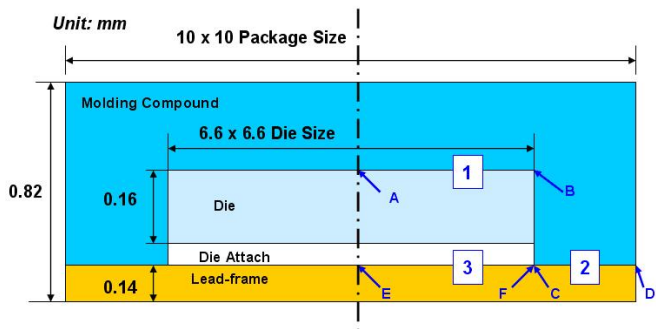 Unit: mm
10 x 10 Package Size
Molding Compound
6.6 x 6.6 Die Size
1
A
B
0.82
0.16
Die
Die Attach
3
2
0.14
Lead-frame
E
F
C
D